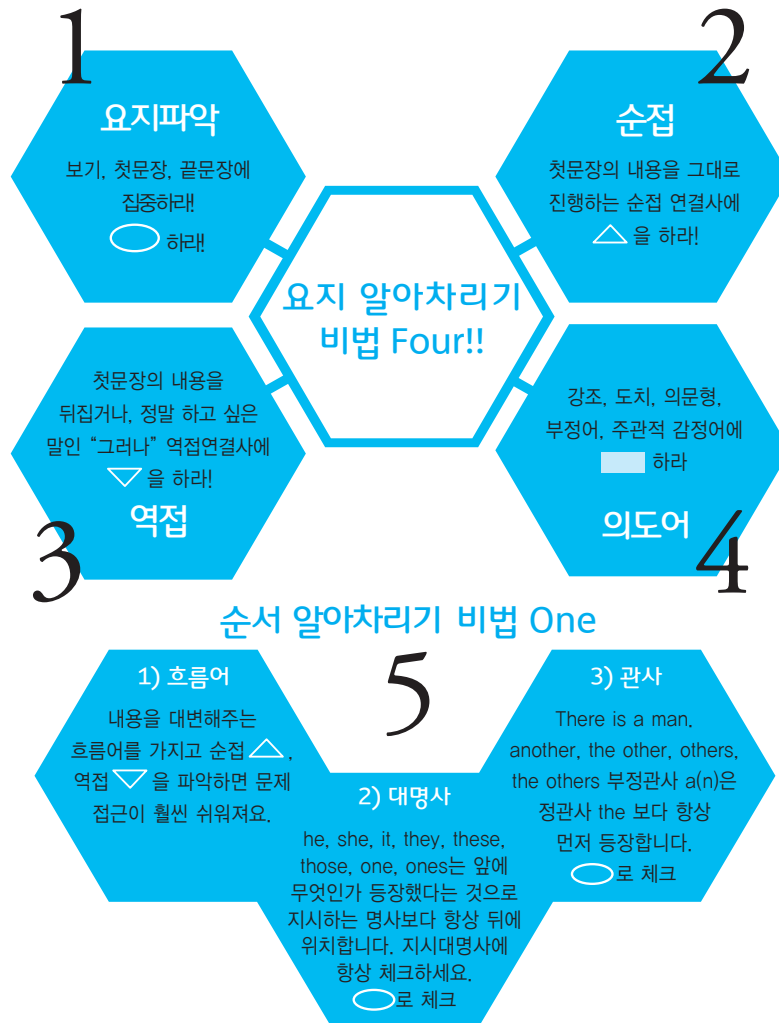 1
요지파악
보기, 첫문장, 끝문장에
집중하라!
하라!
2
순접
첫문장의 내용을 그대로
진행하는 순접 연결사에
을 하라!
요지 알아차리기
비법 Four!!
첫문장의 내용을
뒤집거나, 정말 하고 싶은
말인 “그러나” 역접연결사에
을 하라!
역접
3
강조, 도치, 의문형,
부정어, 주관적 감정어에
하라
의도어
4
순서 알아차리기 비법 One
5
1) 흐름어
내용을 대변해주는
흐름어를 가지고 순접 △,
역접 ▽ 을 파악하면 문제
접근이 훨씬 쉬워져요.
2) 대명사
he, she, it, they, these,
those, one, ones는 앞에
무엇인가 등장했다는 것으로
지시하는 명사보다 항상 뒤에
위치합니다. 지시대명사에
항상 체크하세요.
로 체크
3) 관사
There is a man,
another, the other, others,
the others 부정관사 a(n)은
정관사 the 보다 항상
먼저 등장합니다.
로 체크